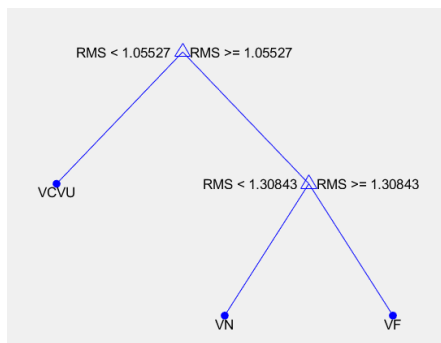 RMS < 1.05527 RMS >= 1.05527
VCVU
RMS < 1.30843 RMS >= 1.30843
VN
VF